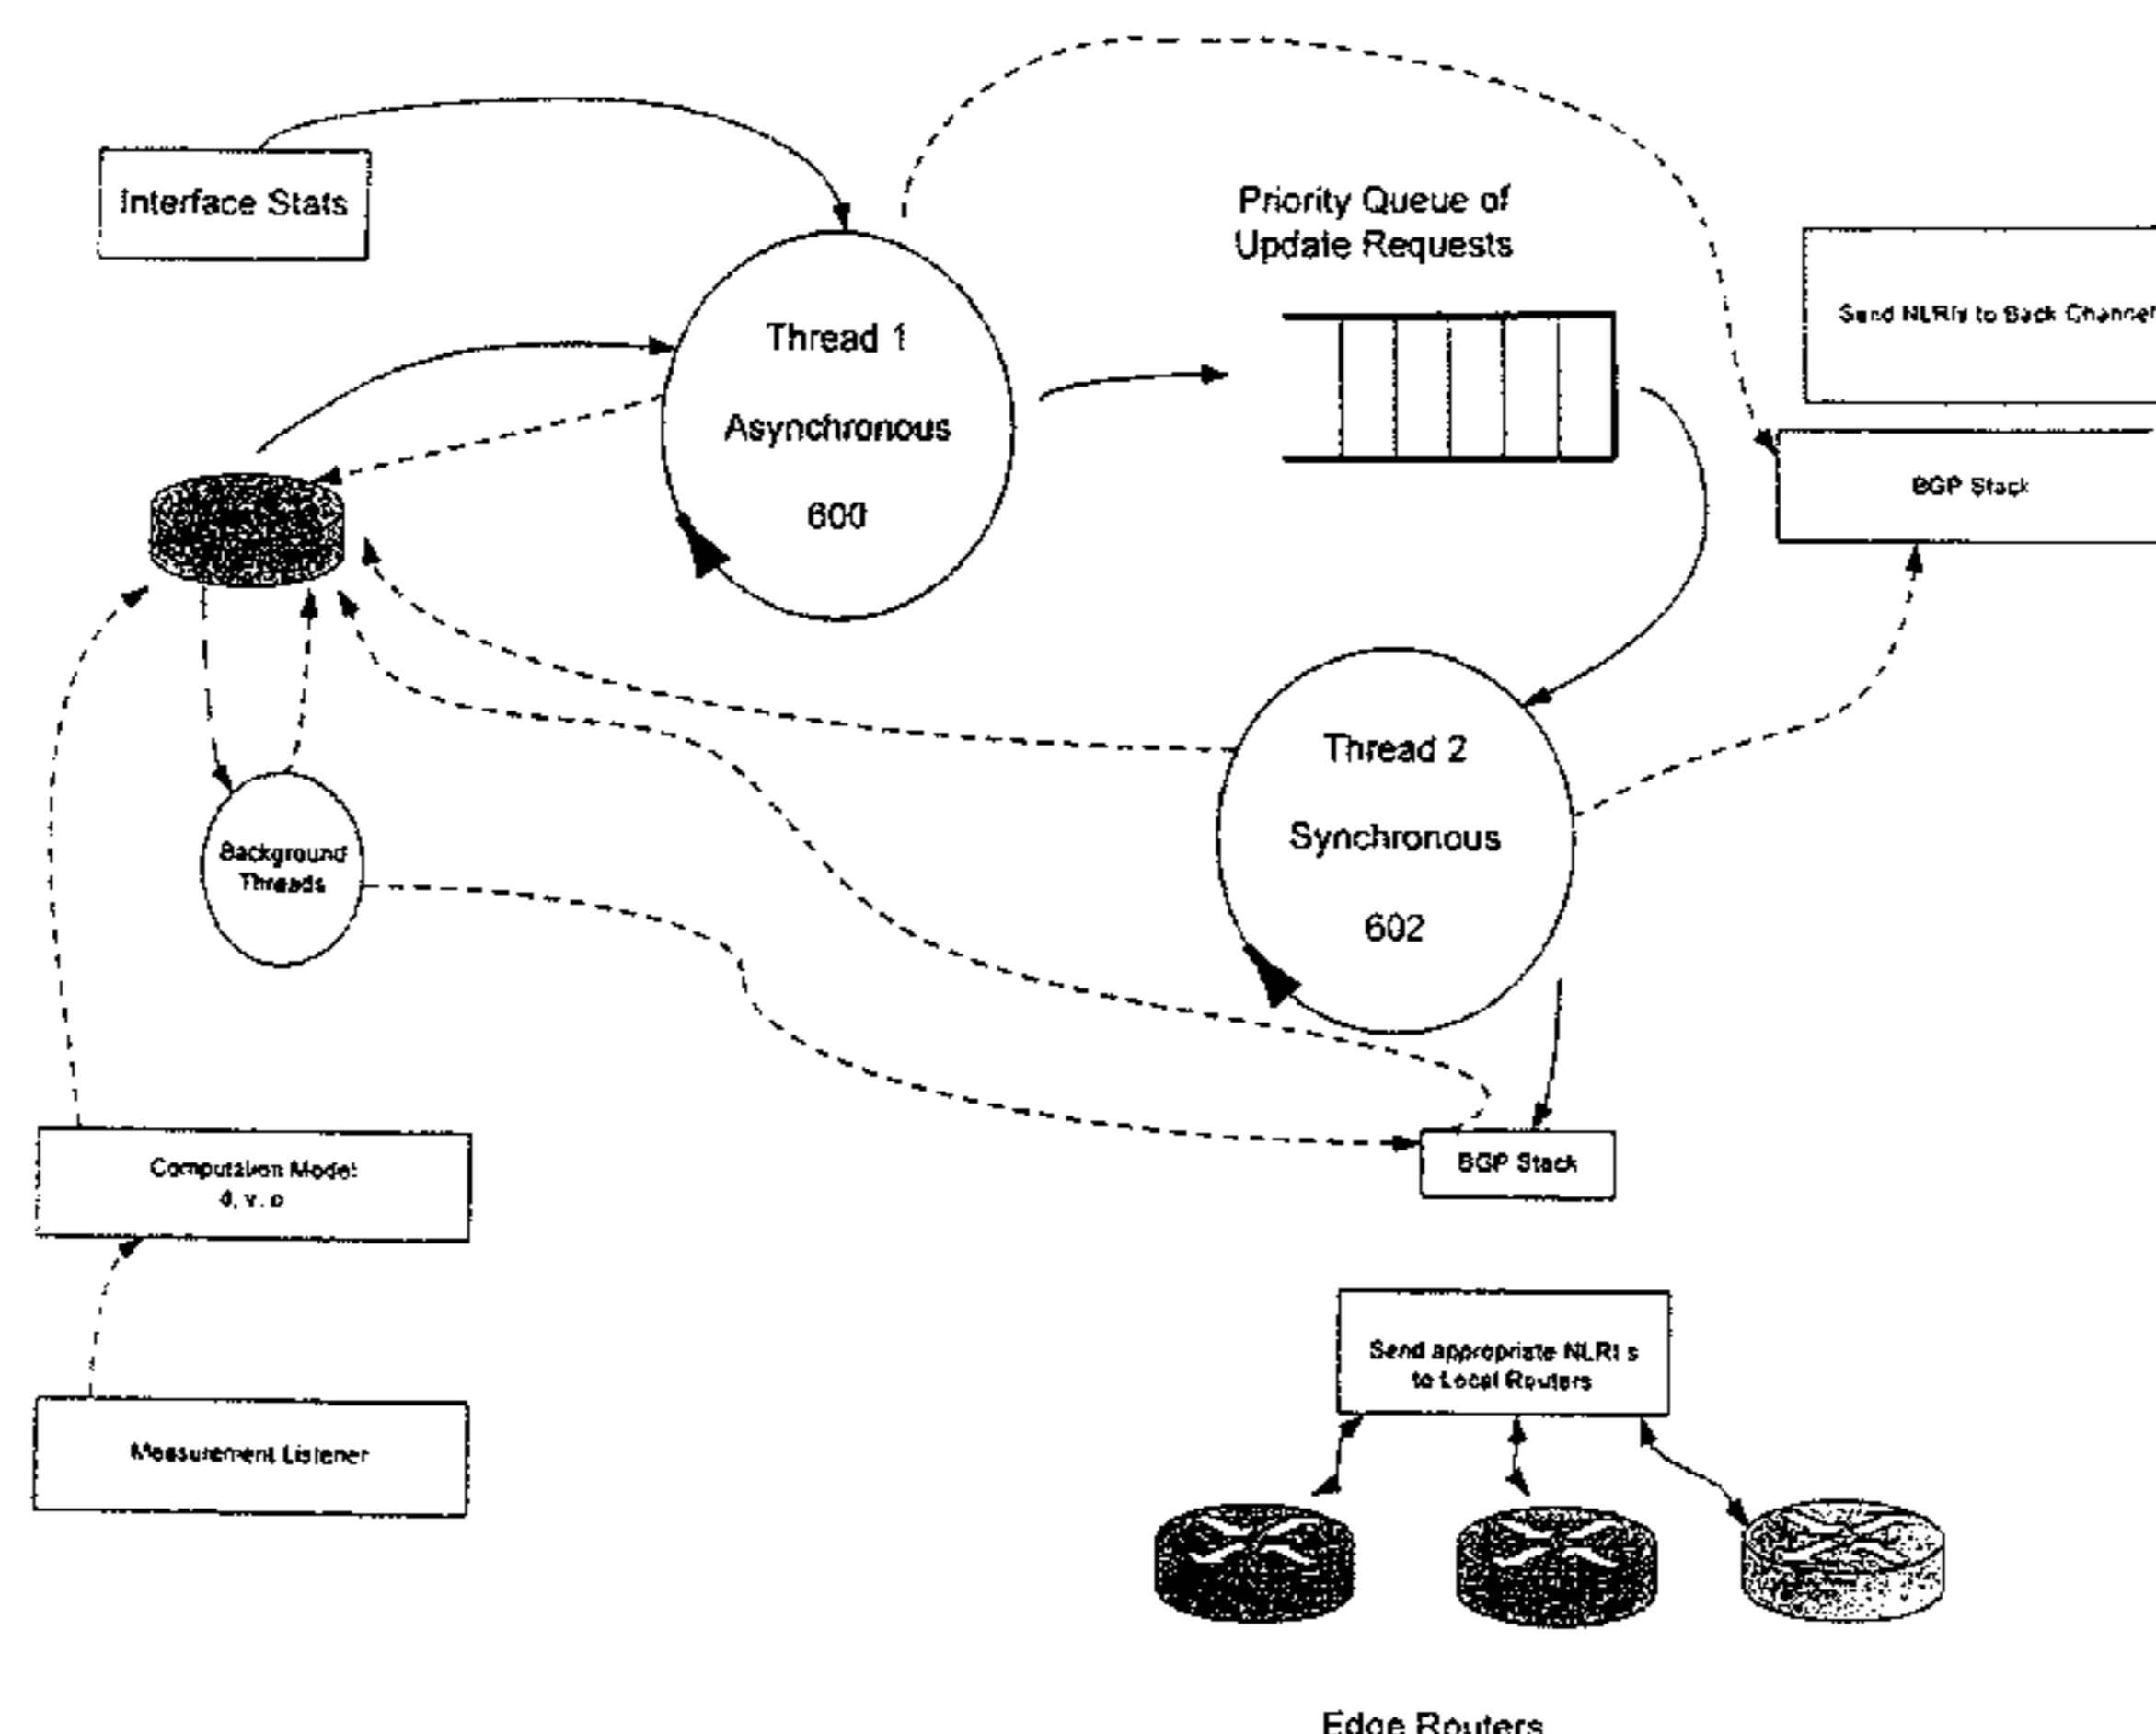 Interface Stats
Priority Queue of
Update Requests
Thread 1
Asynchronous
600
Send NLRI's to Back Channel
BGP Stack
Thread 2
Synchronous
602
Background
Threads
BGP Stack
Computation Model:
d, v, p
Send appropriate NLRI's
to Local Routers
Measurement Listener
Edge Routers